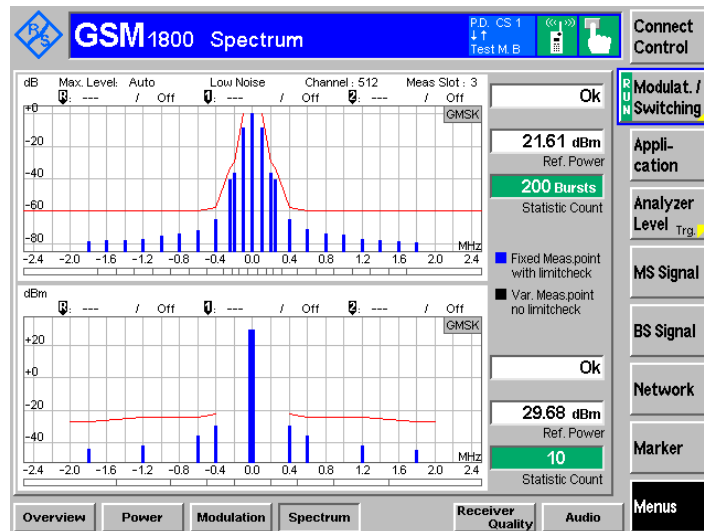 R&S
GSM1800 Spectrum
P.D. CS 1
↓↑
Test M. B
Connect Control
RUN
Modulat. / Switching
Appli-cation
Analyzer Level Trg.
MS Signal
BS Signal
Network
Marker
Menus
dB Max. Level: Auto Low Noise Channel : 512 Meas Slot : 3
R: --- / Off 1: --- / Off 2: --- / Off
GMSK
+0
-20
-40
-60
-80
MHz
-2.4 -2.0 -1.6 -1.2 -0.8 -0.4 0.0 0.4 0.8 1.2 1.6 2.0 2.4
Ok
21.61 dBm
Ref. Power
200 Bursts
Statistic Count
Fixed Meas.point
with limitcheck
Var. Meas.point
no limitcheck
dBm
R: --- / Off 1: --- / Off 2: --- / Off
GMSK
+20
+0
-20
-40
MHz
-2.4 -2.0 -1.6 -1.2 -0.8 -0.4 0.0 0.4 0.8 1.2 1.6 2.0 2.4
Ok
29.68 dBm
Ref. Power
10
Statistic Count
Overview Power Modulation Spectrum Receiver Quality Audio